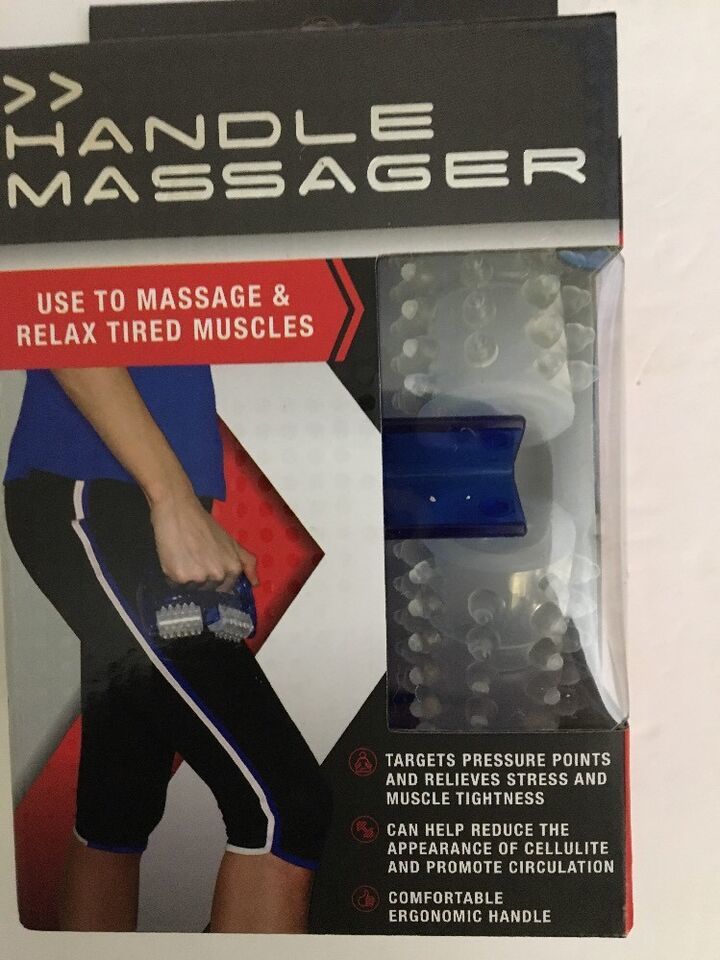 >>
HANDLE
MASSAGER
USE TO MASSAGE &
RELAX TIRED MUSCLES
TARGETS PRESSURE POINTS
AND RELIEVES STRESS AND
MUSCLE TIGHTNESS
CAN HELP REDUCE THE
APPEARANCE OF CELLULITE
AND PROMOTE CIRCULATION
COMFORTABLE
ERGONOMIC HANDLE